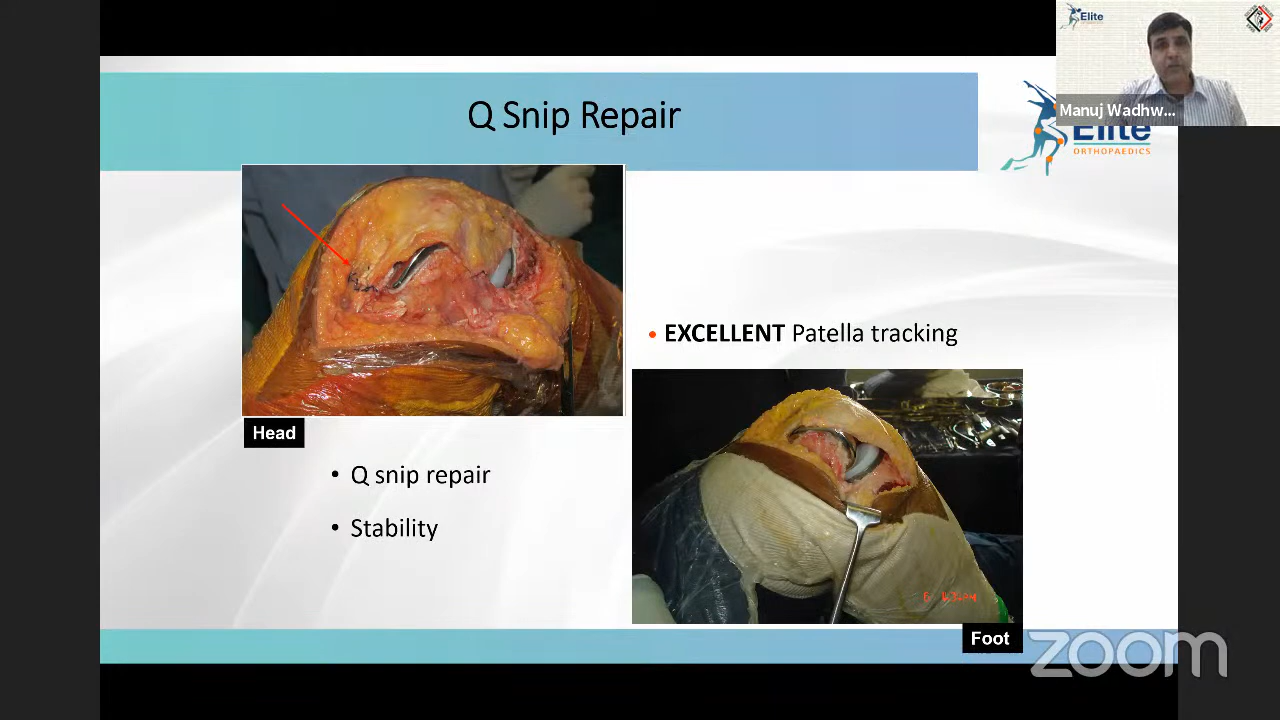 Elite
Manuj Wadhw...
Q Snip Repair
Elite
ORTHOPAEDICS
• EXCELLENT Patella tracking
Head
• Q snip repair
• Stability
Foot
zoom